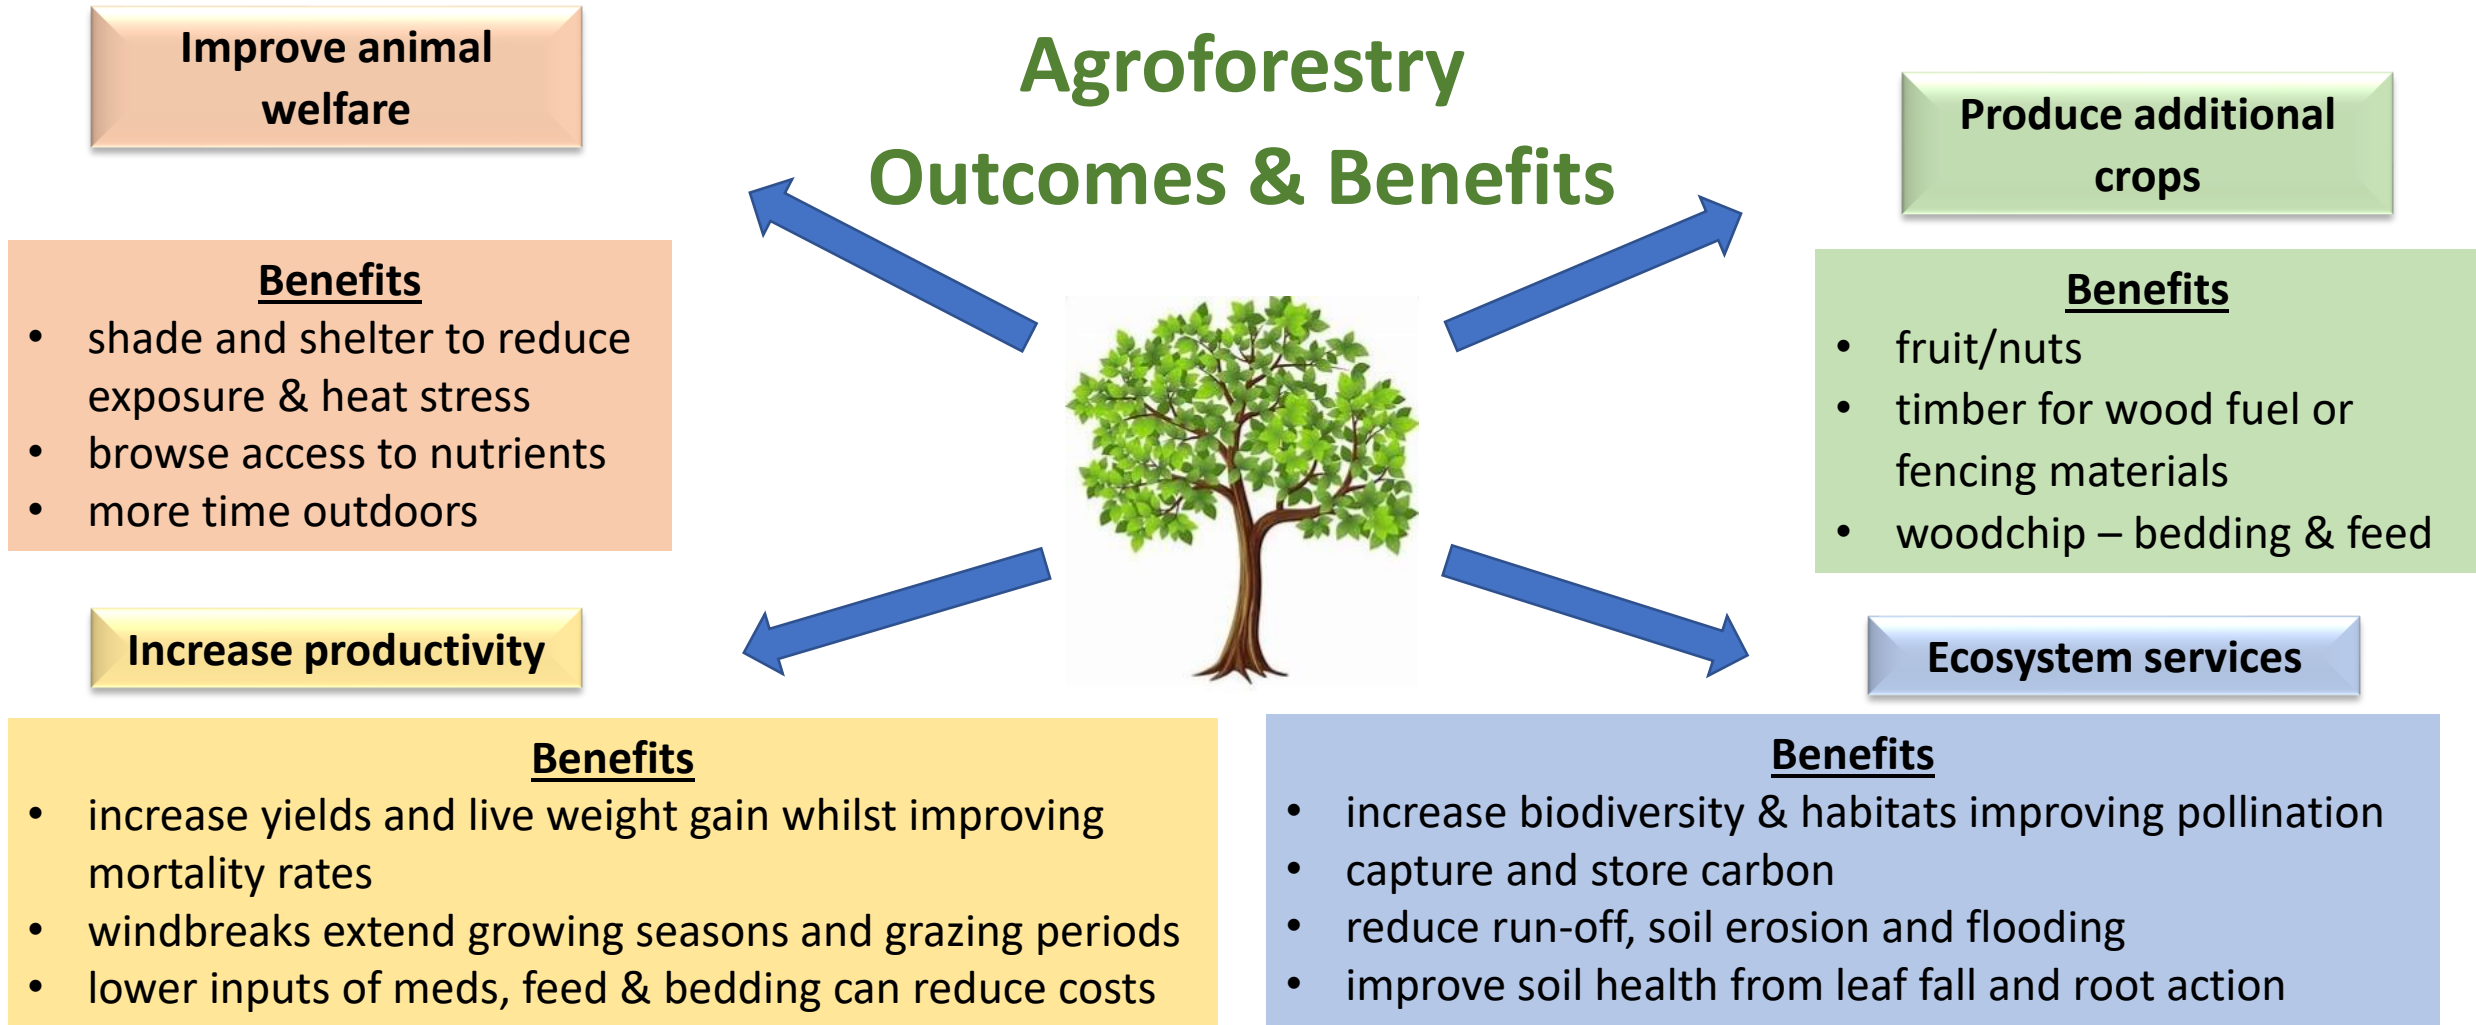 Agroforestry
Outcomes & Benefits
Improve animal
welfare
Benefits
• shade and shelter to reduce
exposure & heat stress
• browse access to nutrients
• more time outdoors
Produce additional
crops
Benefits
• fruit/nuts
• timber for wood fuel or
fencing materials
• woodchip – bedding & feed
Increase productivity
Benefits
• increase yields and live weight gain whilst improving
mortality rates
• windbreaks extend growing seasons and grazing periods
• lower inputs of meds, feed & bedding can reduce costs
Ecosystem services
Benefits
• increase biodiversity & habitats improving pollination
• capture and store carbon
• reduce run-off, soil erosion and flooding
• improve soil health from leaf fall and root action